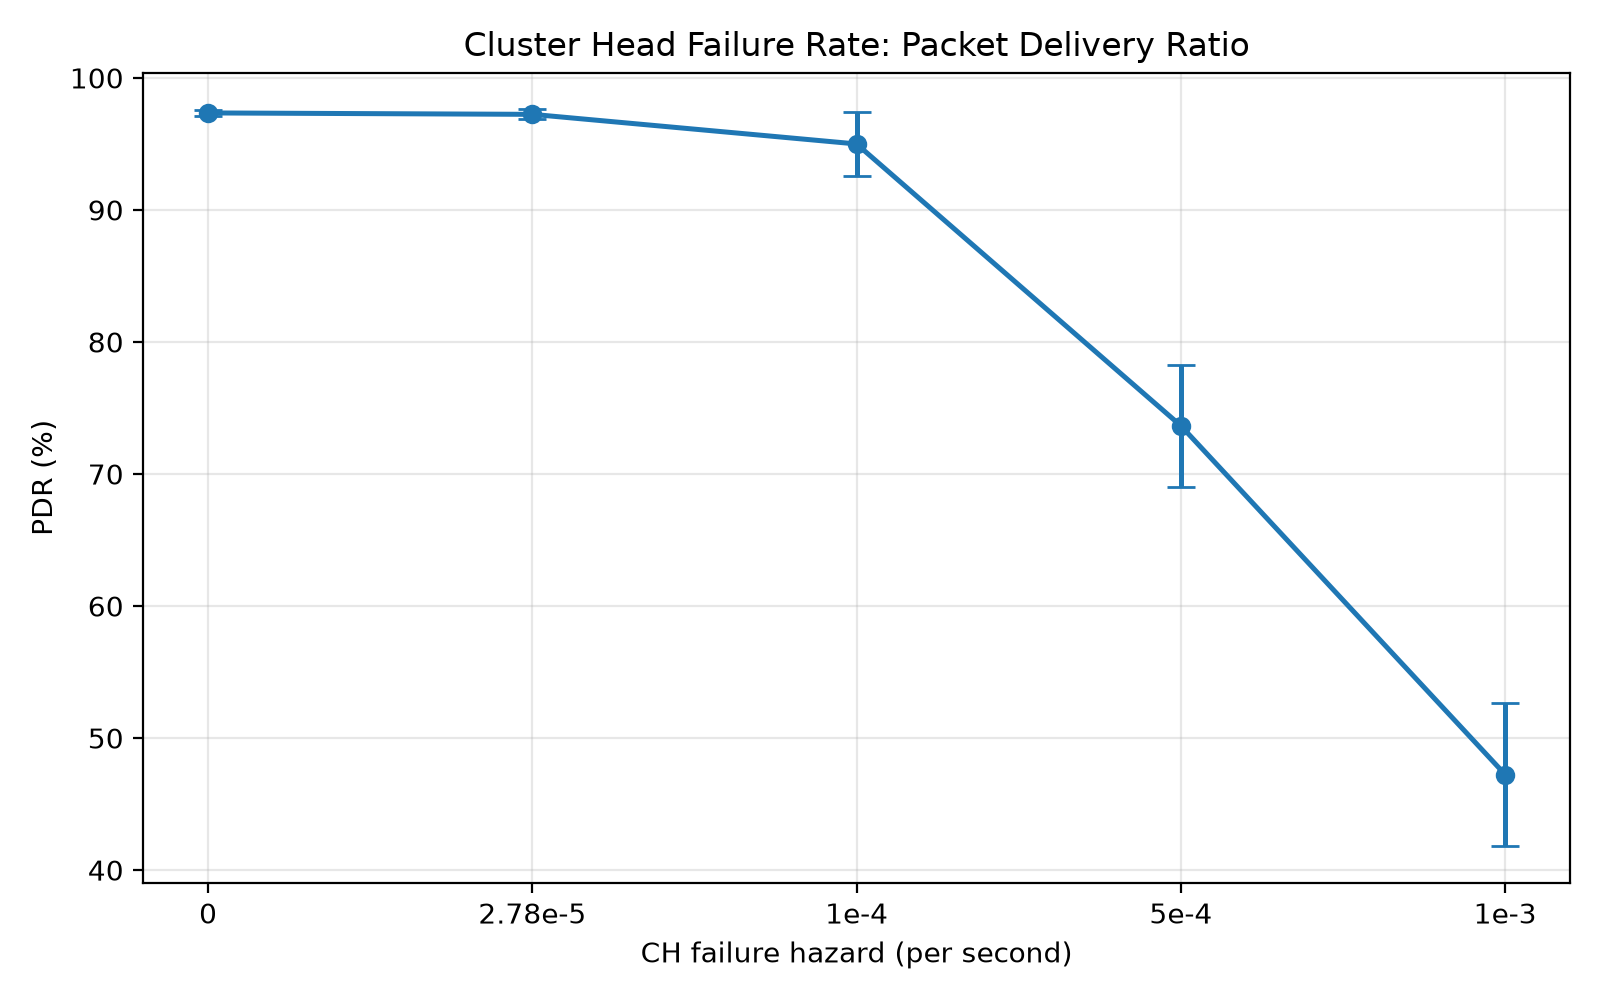 Cluster Head Failure Rate: Packet Delivery Ratio
100
90
80
70
60
50
40
PDR (%)
0 2.78e-5 1e-4 5e-4 1e-3
CH failure hazard (per second)